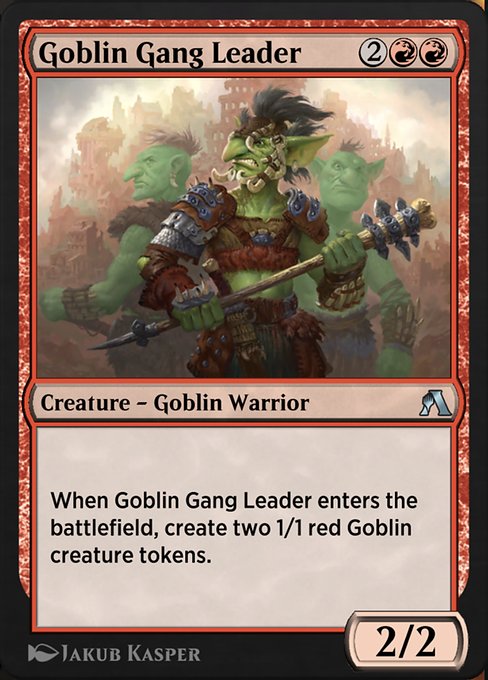 Goblin Gang Leader 2
Creature – Goblin Warrior
When Goblin Gang Leader enters the
battlefield, create two 1/1 red Goblin
creature tokens.
2/2
Jakub Kasper